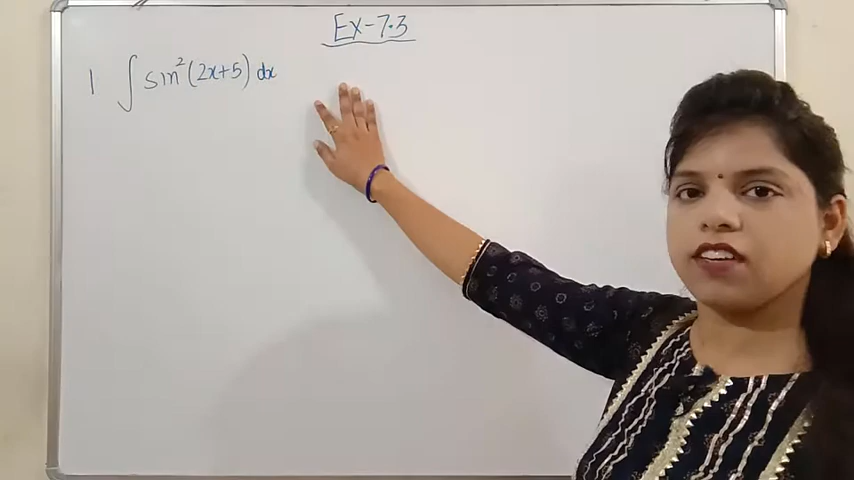 Ex-7.3
1 ∫ sin²(2x+5) dx